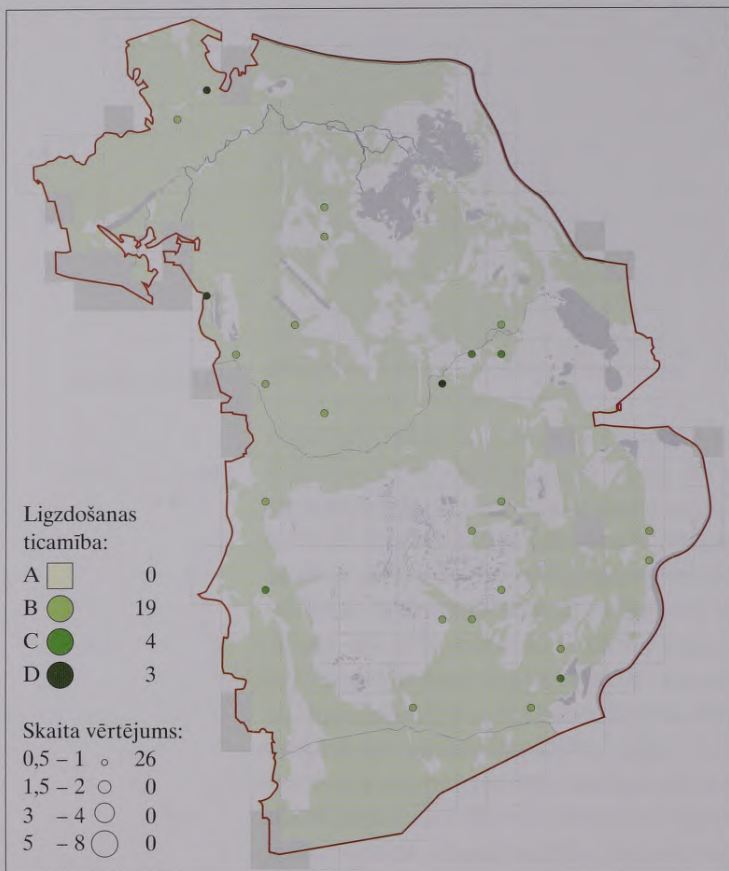 Ligzdošanas
ticamība:
A 0
B 19
C 4
D 3
Skaita vērtējums:
0,5 – 1 26
1,5 – 2 0
3 – 4 0
5 – 8 0